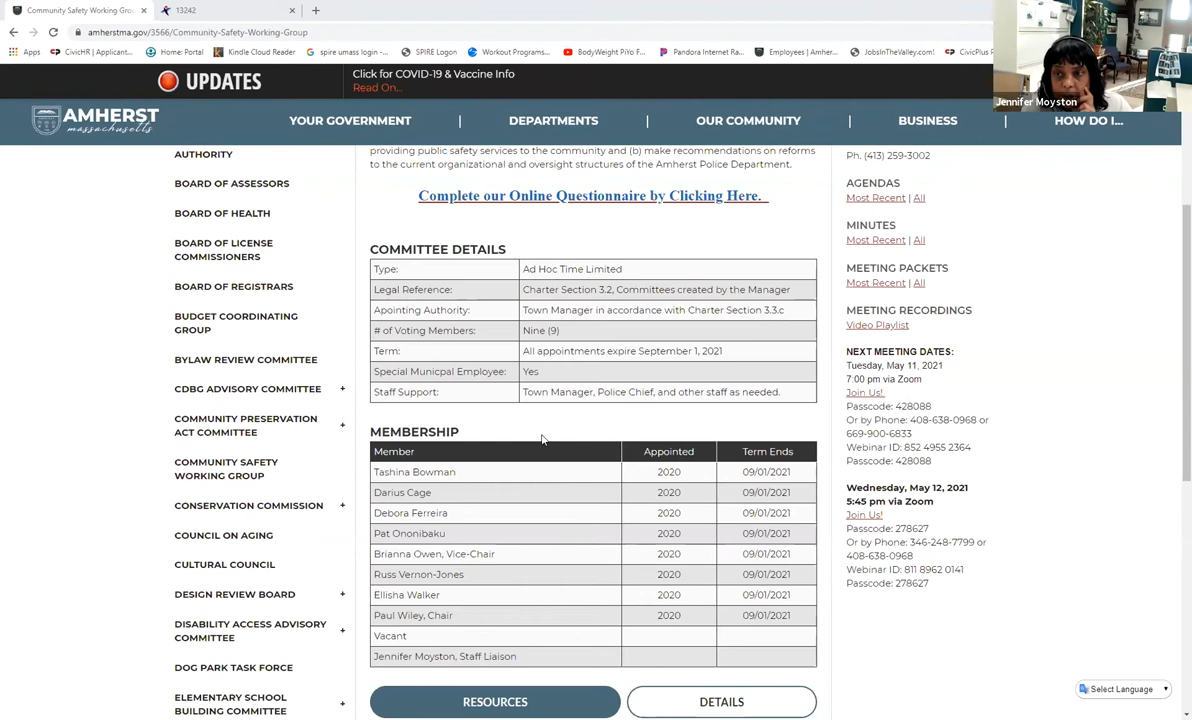 Community Safety Working Gro
13242
amherstma.gov/3566/Community-Safety-Working-Group
Apps
CivicHR | Applicant...
Home: Portal
Kindle Cloud Reader
spire umass login -...
SPIRE Logon
Workout Programs...
BodyWeight PiYo F...
Pandora Internet Ra...
Employees | Amher...
JobsInTheValley.com!
CivicPlus
Jennifer Moyston
UPDATES
Click for COVID-19 & Vaccine Info
Read On...
AMHERST
Massachusetts
YOUR GOVERNMENT
DEPARTMENTS
OUR COMMUNITY
BUSINESS
HOW DO I...
AUTHORITY
BOARD OF ASSESSORS
BOARD OF HEALTH
BOARD OF LICENSE
COMMISSIONERS
BOARD OF REGISTRARS
BUDGET COORDINATING
GROUP
BYLAW REVIEW COMMITTEE
CDBG ADVISORY COMMITTEE +
COMMUNITY PRESERVATION
ACT COMMITTEE +
COMMUNITY SAFETY
WORKING GROUP
CONSERVATION COMMISSION +
COUNCIL ON AGING
CULTURAL COUNCIL
DESIGN REVIEW BOARD +
DISABILITY ACCESS ADVISORY
COMMITTEE +
DOG PARK TASK FORCE
ELEMENTARY SCHOOL
BUILDING COMMITTEE +
providing public safety services to the community and (b) make recommendations on reforms
to the current organizational and oversight structures of the Amherst Police Department.
Complete our Online Questionnaire by Clicking Here.
COMMITTEE DETAILS
Type: Ad Hoc Time Limited
Legal Reference: Charter Section 3.2, Committees created by the Manager
Apointing Authority: Town Manager in accordance with Charter Section 3.3.c
# of Voting Members: Nine (9)
Term: All appointments expire September 1, 2021
Special Municpal Employee: Yes
Staff Support: Town Manager, Police Chief, and other staff as needed.
MEMBERSHIP
Member Appointed Term Ends
Tashina Bowman 2020 09/01/2021
Darius Cage 2020 09/01/2021
Debora Ferreira 2020 09/01/2021
Pat Ononibaku 2020 09/01/2021
Brianna Owen, Vice-Chair 2020 09/01/2021
Russ Vernon-Jones 2020 09/01/2021
Ellisha Walker 2020 09/01/2021
Paul Wiley, Chair 2020 09/01/2021
Vacant
Jennifer Moyston, Staff Liaison
RESOURCES
DETAILS
Ph. (413) 259-3002
AGENDAS
Most Recent | All
MINUTES
Most Recent | All
MEETING PACKETS
Most Recent | All
MEETING RECORDINGS
Video Playlist
NEXT MEETING DATES:
Tuesday, May 11, 2021
7:00 pm via Zoom
Join Us!
Passcode: 428088
Or by Phone: 408-638-0968 or
669-900-6833
Webinar ID: 852 4955 2364
Passcode: 428088
Wednesday, May 12, 2021
5:45 pm via Zoom
Join Us!
Passcode: 278627
Or by Phone: 346-248-7799 or
408-638-0968
Webinar ID: 811 8962 0141
Passcode: 278627
Select Language